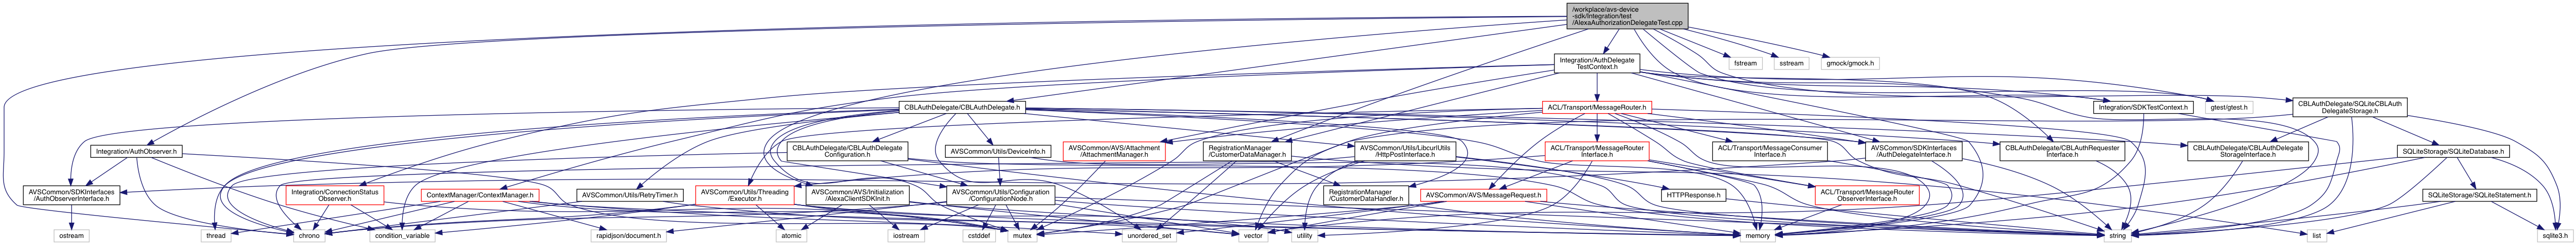 /workplace/avs-device
-sdk/Integration/test
/AlexaAuthorizationDelegateTest.cpp
Integration/AuthDelegate
TestContext.h
fstream
sstream
gmock/gmock.h
CBLAuthDelegate/CBLAuthDelegate.h
ACL/Transport/MessageRouter.h
Integration/SDKTestContext.h
gtest/gtest.h
CBLAuthDelegate/SQLiteCBLAuth
DelegateStorage.h
Integration/AuthObserver.h
CBLAuthDelegate/CBLAuthDelegate
Configuration.h
AVSCommon/Utils/DeviceInfo.h
AVSCommon/AVS/Attachment
/AttachmentManager.h
RegistrationManager
/CustomerDataManager.h
AVSCommon/Utils/LibcurlUtils
/HttpPostInterface.h
ACL/Transport/MessageRouter
Interface.h
ACL/Transport/MessageConsumer
Interface.h
AVSCommon/SDKInterfaces
/AuthDelegateInterface.h
CBLAuthDelegate/CBLAuthRequester
Interface.h
CBLAuthDelegate/CBLAuthDelegate
StorageInterface.h
SQLiteStorage/SQLiteDatabase.h
AVSCommon/SDKInterfaces
/AuthObserverInterface.h
Integration/ConnectionStatus
Observer.h
ContextManager/ContextManager.h
AVSCommon/Utils/RetryTimer.h
AVSCommon/Utils/Threading
/Executor.h
AVSCommon/AVS/Initialization
/AlexaClientSDKInit.h
AVSCommon/Utils/Configuration
/ConfigurationNode.h
RegistrationManager
/CustomerDataHandler.h
AVSCommon/AVS/MessageRequest.h
HTTPResponse.h
ACL/Transport/MessageRouter
ObserverInterface.h
SQLiteStorage/SQLiteStatement.h
ostream
thread
chrono
condition_variable
rapidjson/document.h
atomic
iostream
cstddef
mutex
unordered_set
vector
utility
memory
string
list
sqlite3.h